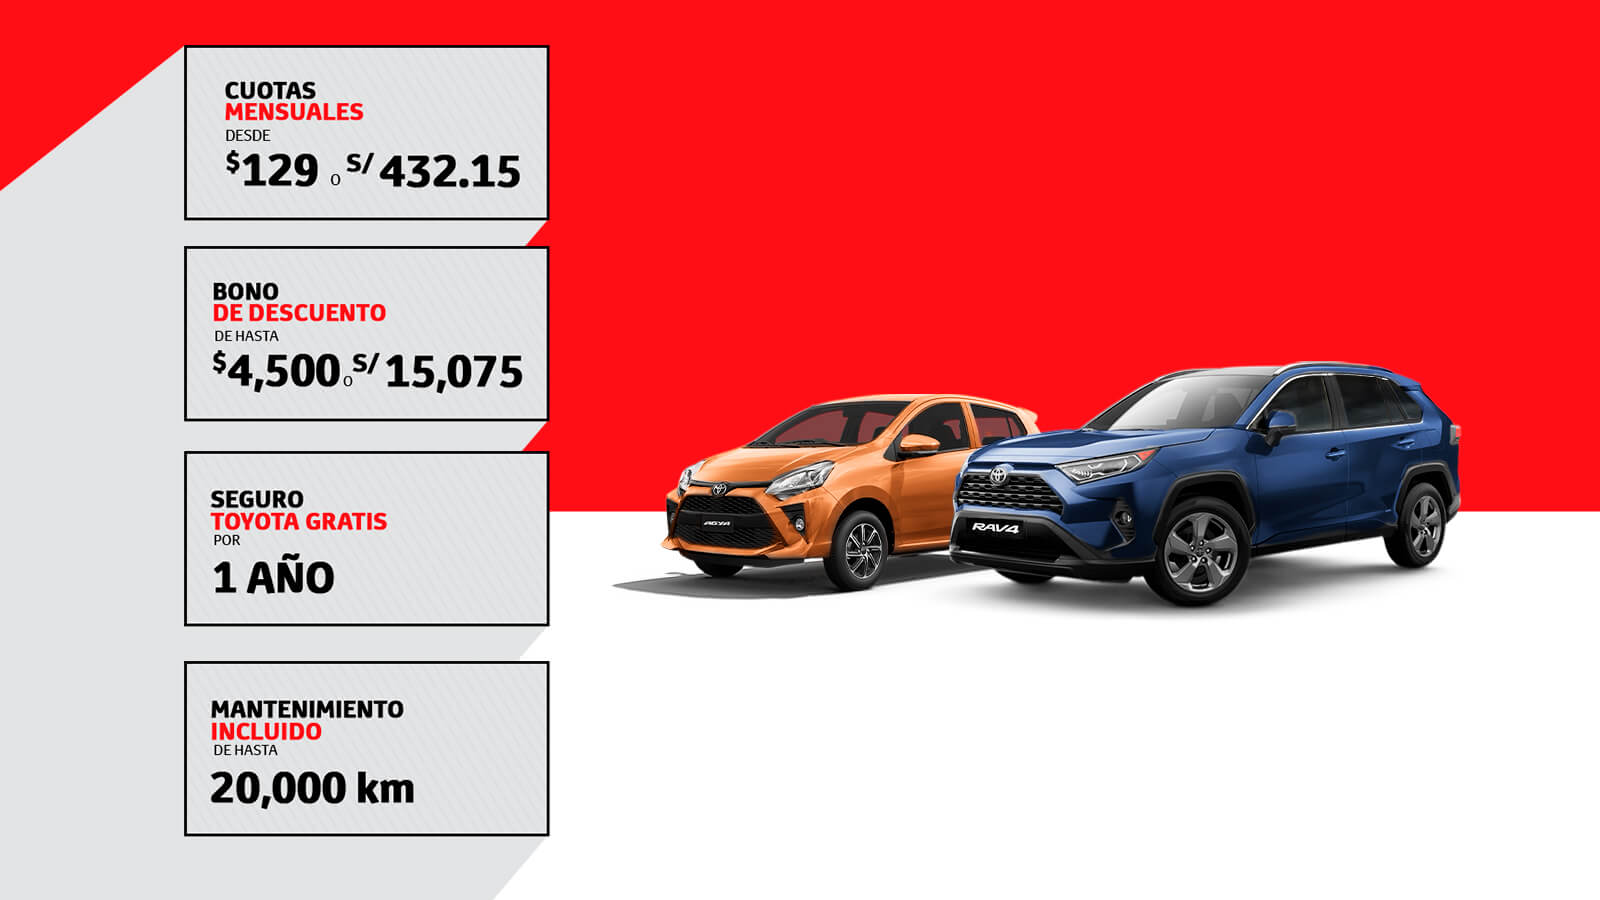 CUOTAS
MENSUALES
DESDE
$129 o S/ 432.15
BONO
DE DESCUENTO
DE HASTA
$4,500 o S/ 15,075
SEGURO
TOYOTA GRATIS
POR
1 AÑO
MANTENIMIENTO
INCLUIDO
DE HASTA
20,000 km
AGYA
RAV4